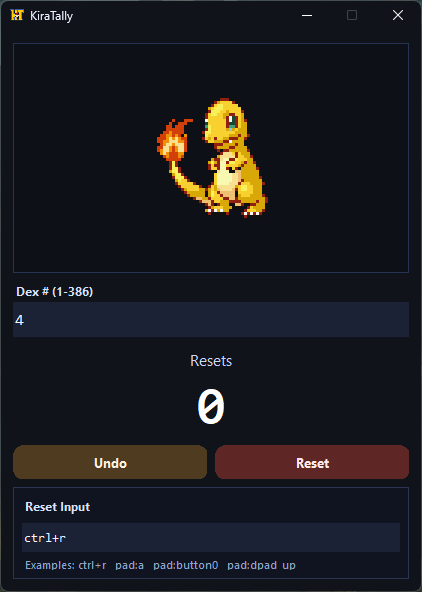 KiraTally
Dex # (1-386)
4
Resets
0
Undo Reset
Reset Input
ctrl+r
Examples: ctrl+r pad:a pad:button0 pad:dpad_up